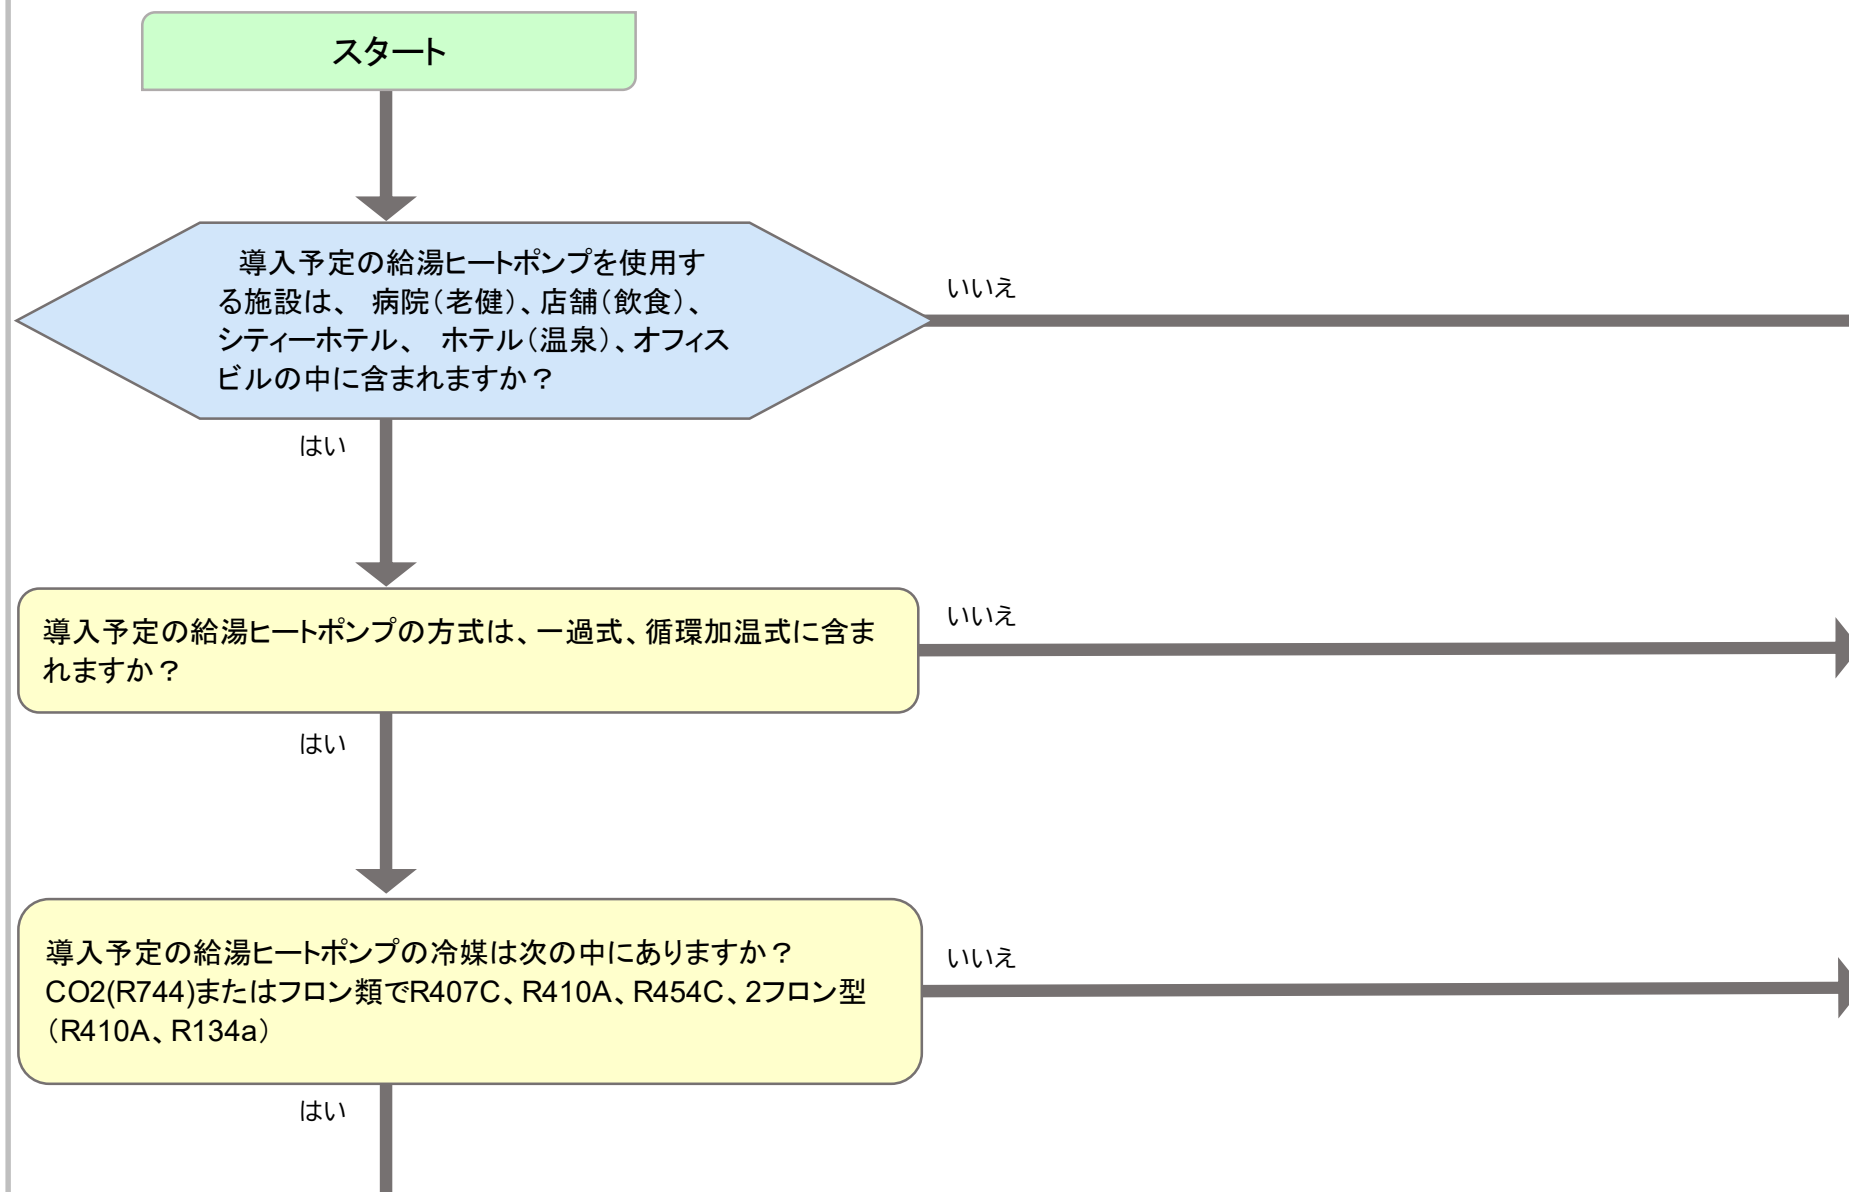 スタート
導入予定の給湯ヒートポンプを使用す
る施設は、 病院（老健）、店舗（飲食）、
シティーホテル、 ホテル（温泉）、オフィス
ビルの中に含まれますか？
いいえ
はい
導入予定の給湯ヒートポンプの方式は、一過式、循環加温式に含ま
れますか？
いいえ
はい
導入予定の給湯ヒートポンプの冷媒は次の中にありますか？
CO2(R744)またはフロン類でR407C、R410A、R454C、2フロン型
（R410A、R134a）
いいえ
はい